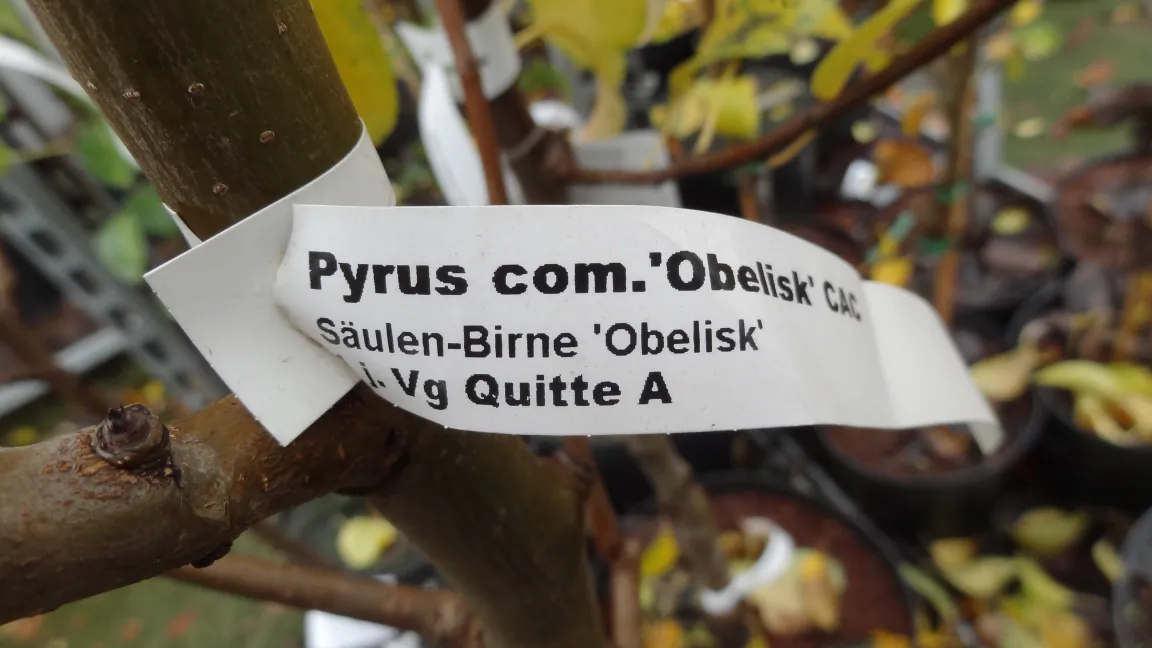 Pyrus com. 'Obelisk' CAC
Säulen-Birne 'Obelisk'
j. Vg Quitte A